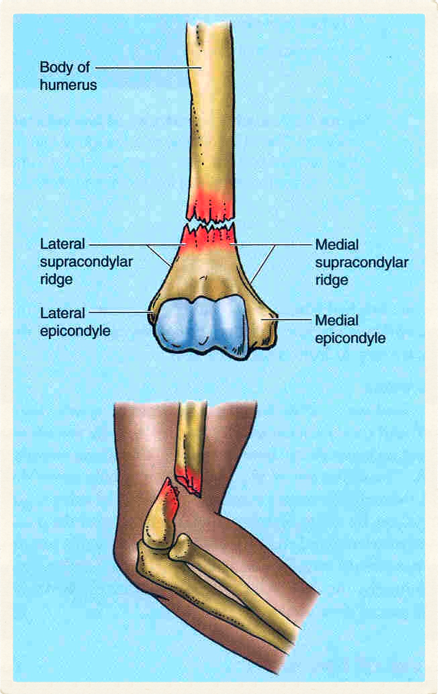 Body of
humerus
Lateral
supracondylar
ridge
Medial
supracondylar
ridge
Lateral
epicondyle
Medial
epicondyle